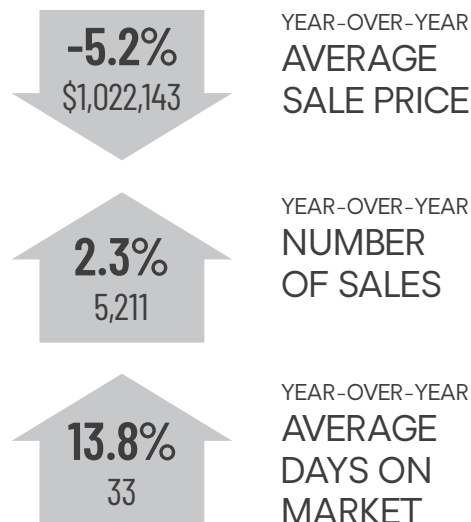 -5.2%
$1,022,143
YEAR-OVER-YEAR
AVERAGE
SALE PRICE
2.3%
5,211
YEAR-OVER-YEAR
NUMBER
OF SALES
13.8%
33
YEAR-OVER-YEAR
AVERAGE
DAYS ON
MARKET